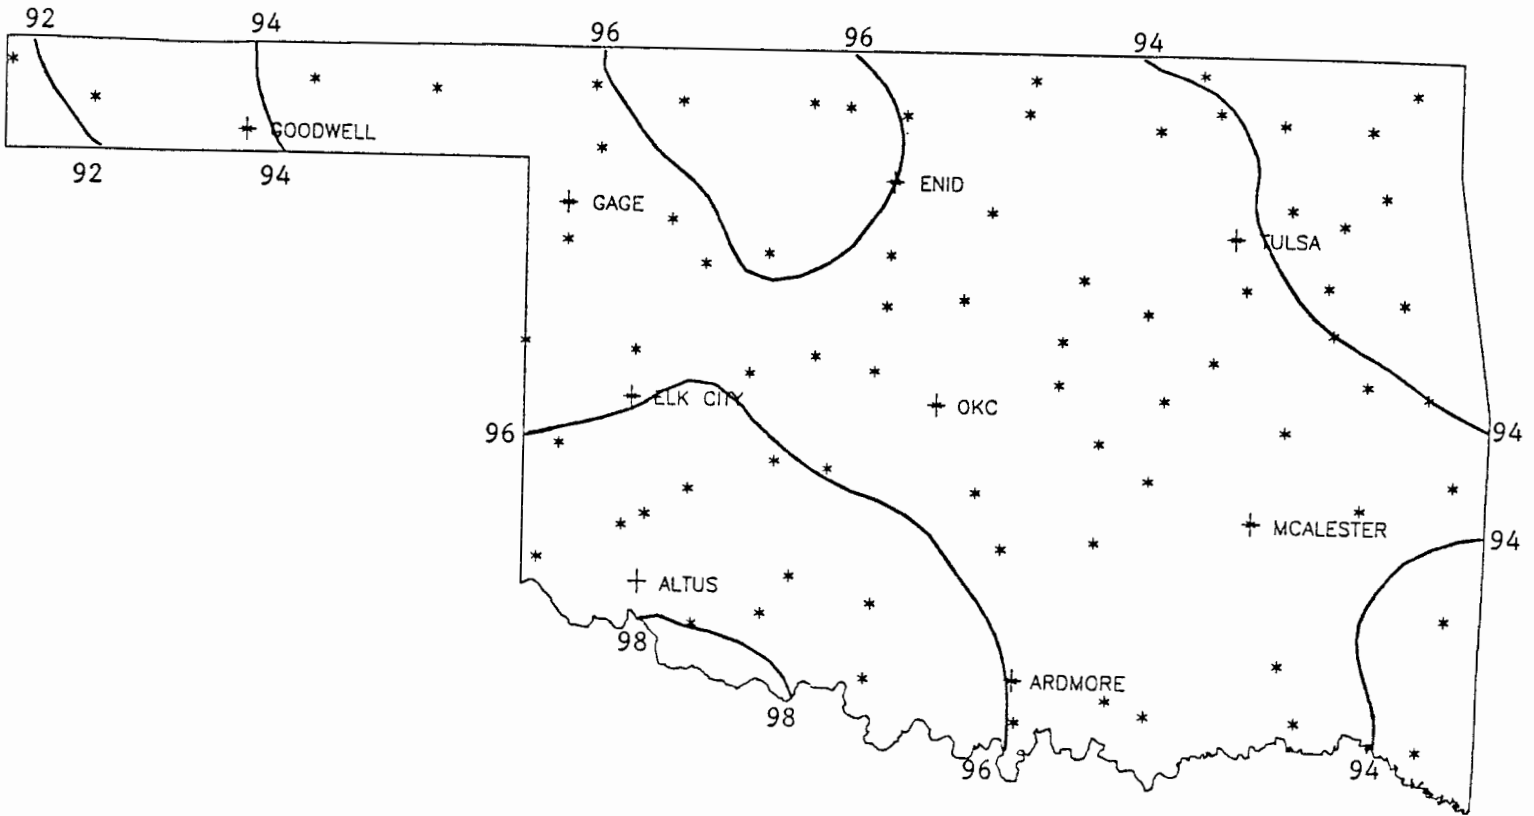 92
94
96
96
94
GOODWELL
92
94
GAGE
ENID
TULSA
ELK CITY
OKC
96
94
MCALESTER
94
ALTUS
98
ARDMORE
98
96
94